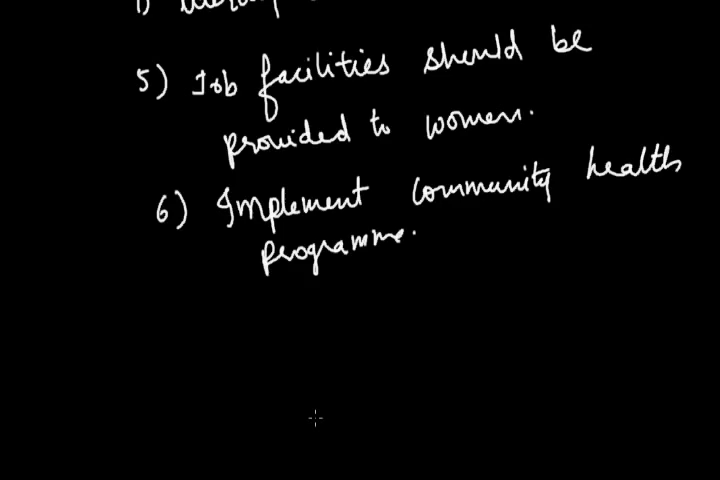 5) Job facilities should be
provided to women.
6) Implement community health
programme.